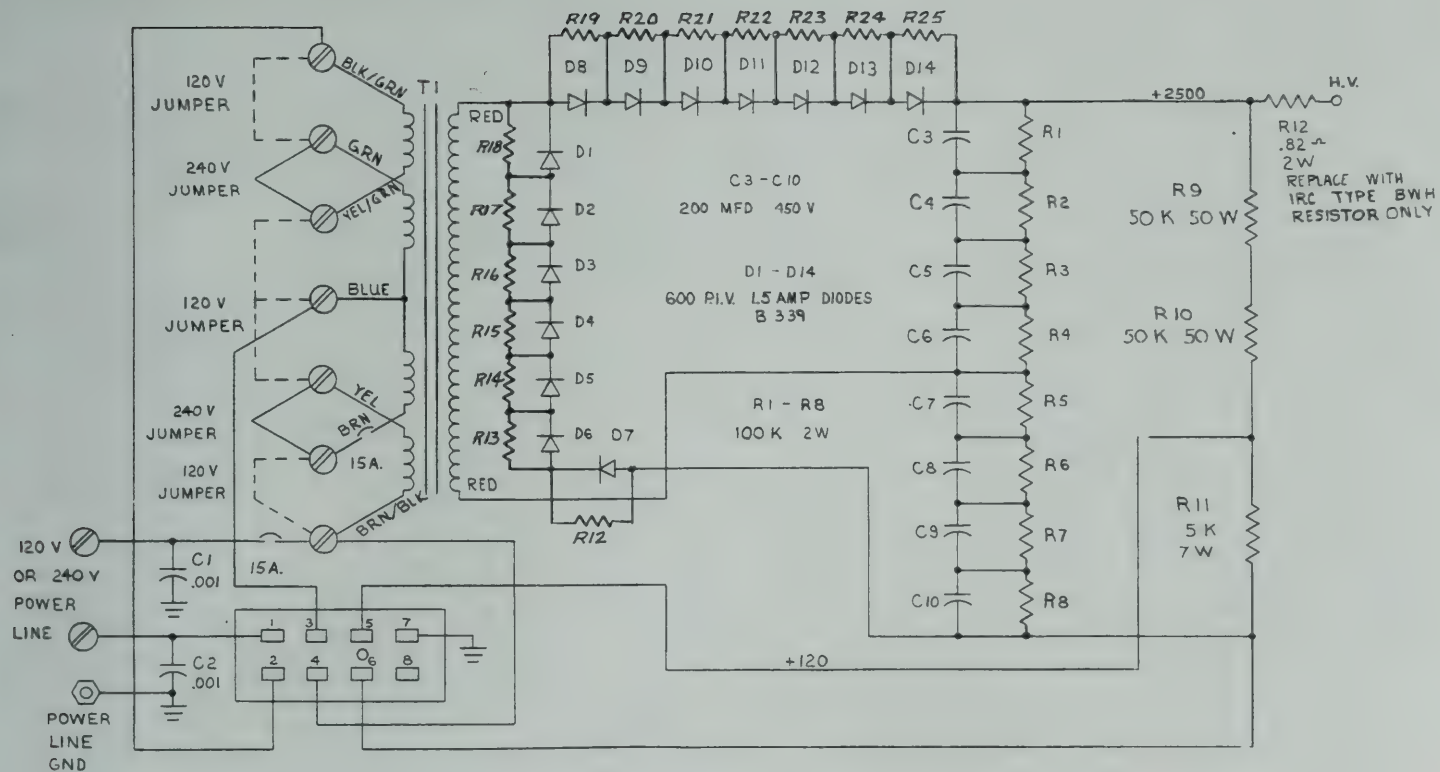 R19 R20 R21 R22 R23 R24 R25
D8 D9 D10 D11 D12 D13 D14
120 V
JUMPER
BLK/GRN
T1
GRN
240 V
JUMPER
YEL/GRN
BLUE
120 V
JUMPER
YEL
240 V
JUMPER
BRN
15A.
120 V
JUMPER
BRN/BLK
RED
R18
D1
R17
D2
R16
D3
R15
D4
R14
D5
R13
D6 D7
RED
R12
C3 – C10
200 MFD 450 V
D1 – D14
600 P.I.V. 1.5 AMP DIODES
B 339
R1 – R8
100 K 2W
C3
R1
C4
R2
C5
R3
C6
R4
C7
R5
C8
R6
C9
R7
C10
R8
+2500
H.V.
R12
.82 Ω
2W
REPLACE WITH
IRC TYPE BWH
RESISTOR ONLY
R9
50 K 50 W
R10
50 K 50 W
R11
5 K
7 W
120 V
OR 240 V
POWER
LINE
C1
.001
15A.
C2
.001
1 3 5 7
2 4 6 8
+120
POWER
LINE
GND